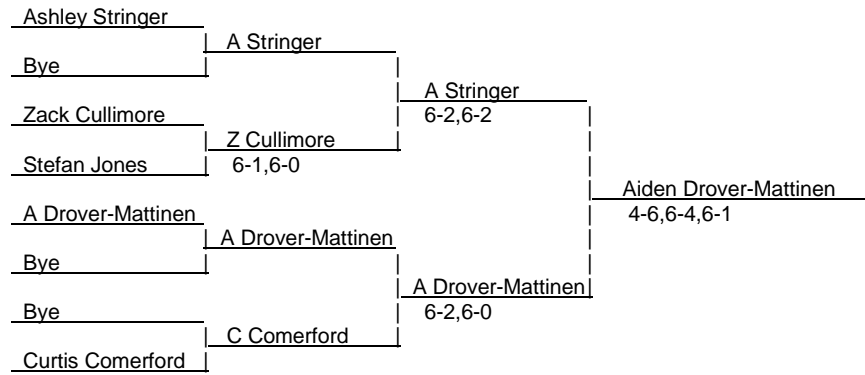 Ashley Stringer
A Stringer
Bye
A Stringer
6-2,6-2
Zack Cullimore
Z Cullimore
6-1,6-0
Stefan Jones
Aiden Drover-Mattinen
4-6,6-4,6-1
A Drover-Mattinen
A Drover-Mattinen
Bye
A Drover-Mattinen
6-2,6-0
Bye
C Comerford
Curtis Comerford